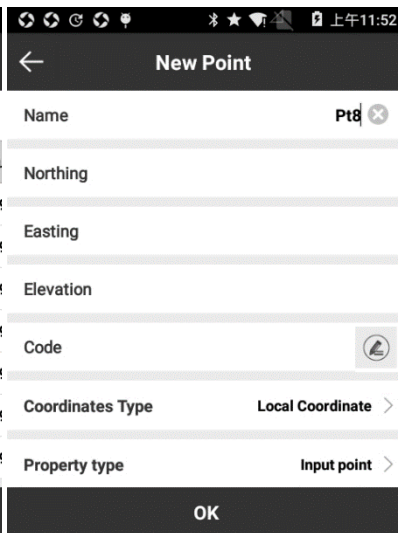 上午11:52
New Point
Name Pt8
Northing
Easting
Elevation
Code
Coordinates Type Local Coordinate
Property type Input point
OK